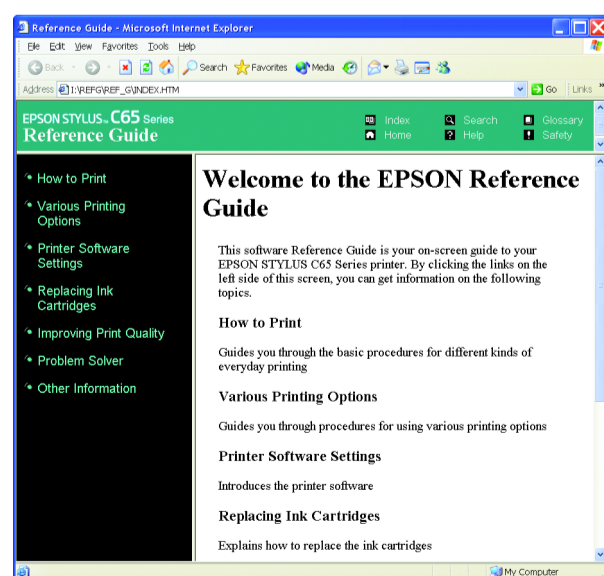 Reference Guide - Microsoft Internet Explorer
File Edit View Favorites Tools Help
Back Search Favorites Media
Address I:\REFG\REF_G\INDEX.HTM Go Links »
EPSON STYLUS™ C65 Series
Reference Guide
Index Search Glossary
Home Help Safety
How to Print
Various Printing
Options
Printer Software
Settings
Replacing Ink
Cartridges
Improving Print Quality
Problem Solver
Other Information
Welcome to the EPSON Reference
Guide
This software Reference Guide is your on-screen guide to your
EPSON STYLUS C65 Series printer. By clicking the links on the
left side of this screen, you can get information on the following
topics.
How to Print
Guides you through the basic procedures for different kinds of
everyday printing
Various Printing Options
Guides you through procedures for using various printing options
Printer Software Settings
Introduces the printer software
Replacing Ink Cartridges
Explains how to replace the ink cartridges
My Computer